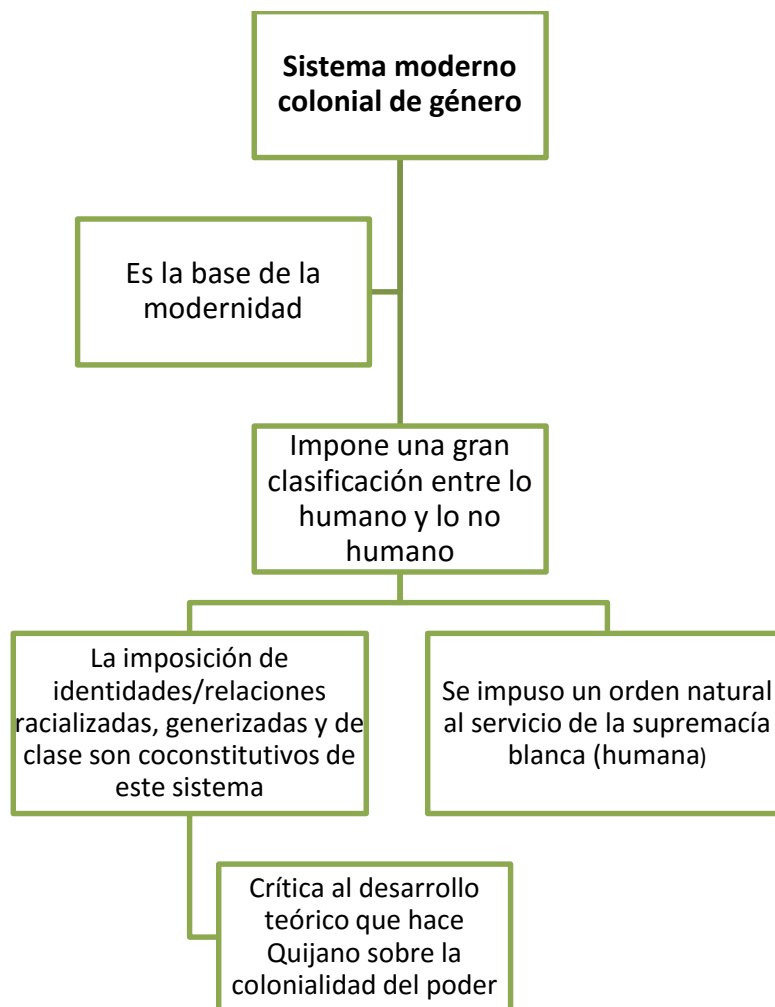 Sistema moderno
colonial de género
Es la base de la
modernidad
Impone una gran
clasificación entre lo
humano y lo no
humano
La imposición de
identidades/relaciones
racializadas, generizadas y de
clase son coconstitutivos de
este sistema
Se impuso un orden natural
al servicio de la supremacía
blanca (humana)
Crítica al desarrollo
teórico que hace
Quijano sobre la
colonialidad del poder